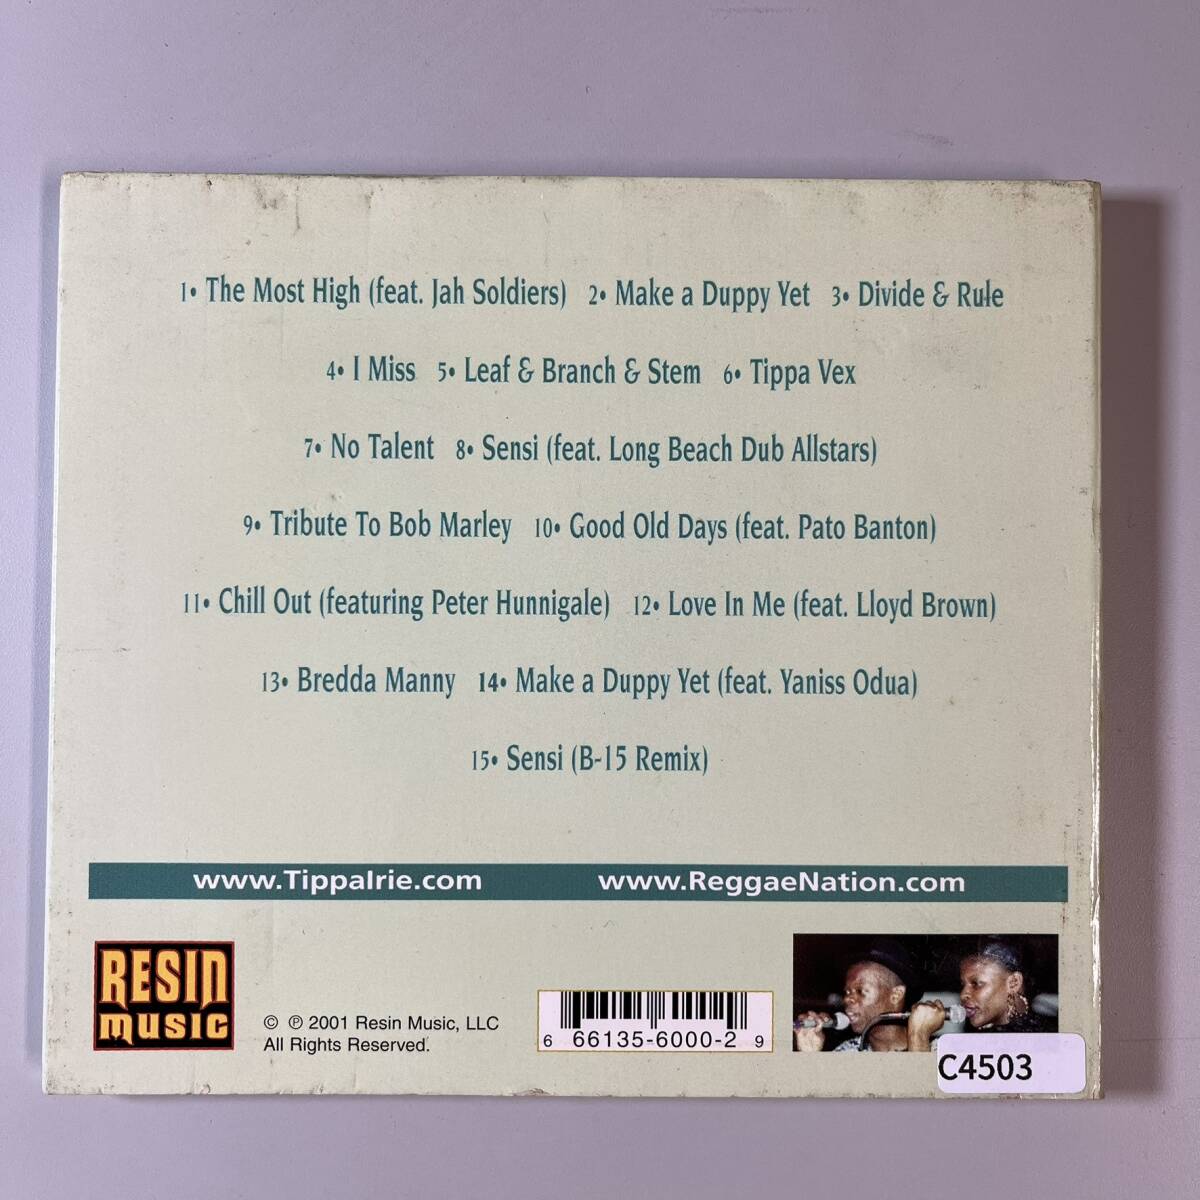 1• The Most High (feat. Jah Soldiers) 2• Make a Duppy Yet 3• Divide & Rule
4• I Miss 5• Leaf & Branch & Stem 6• Tippa Vex
7• No Talent 8• Sensi (feat. Long Beach Dub Allstars)
9• Tribute To Bob Marley 10• Good Old Days (feat. Pato Banton)
11• Chill Out (featuring Peter Hunnigale) 12• Love In Me (feat. Lloyd Brown)
13• Bredda Manny 14• Make a Duppy Yet (feat. Yaniss Odua)
15• Sensi (B-15 Remix)
www.TippaIrie.com www.ReggaeNation.com
RESIN
MUSIC
© ℗ 2001 Resin Music, LLC
All Rights Reserved.
6 66135-6000-2 9
C4503